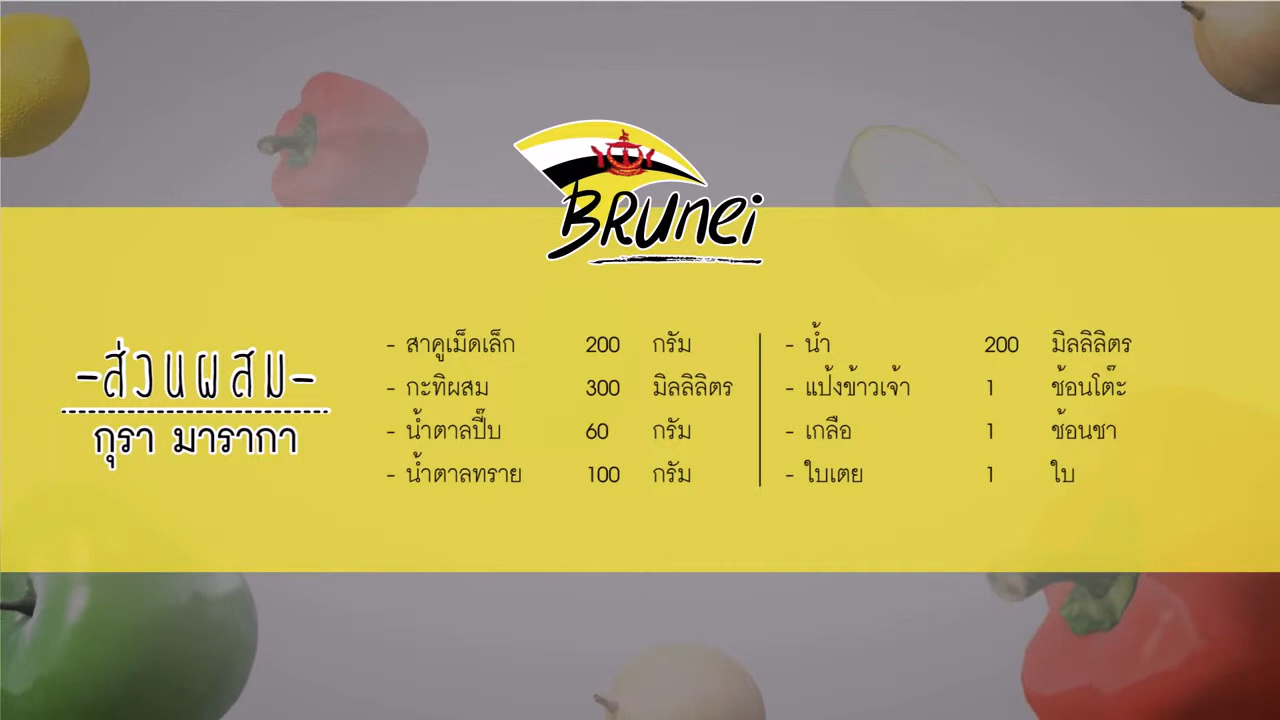 BRUNEI
-ส่วนผสม-
กุรา มารากา
- สาคูเม็ดเล็ก 200 กรัม
- กะทิผสม 300 มิลลิลิตร
- น้ำตาลปี๊บ 60 กรัม
- น้ำตาลทราย 100 กรัม
- น้ำ 200 มิลลิลิตร
- แป้งข้าวเจ้า 1 ช้อนโต๊ะ
- เกลือ 1 ช้อนชา
- ใบเตย 1 ใบ